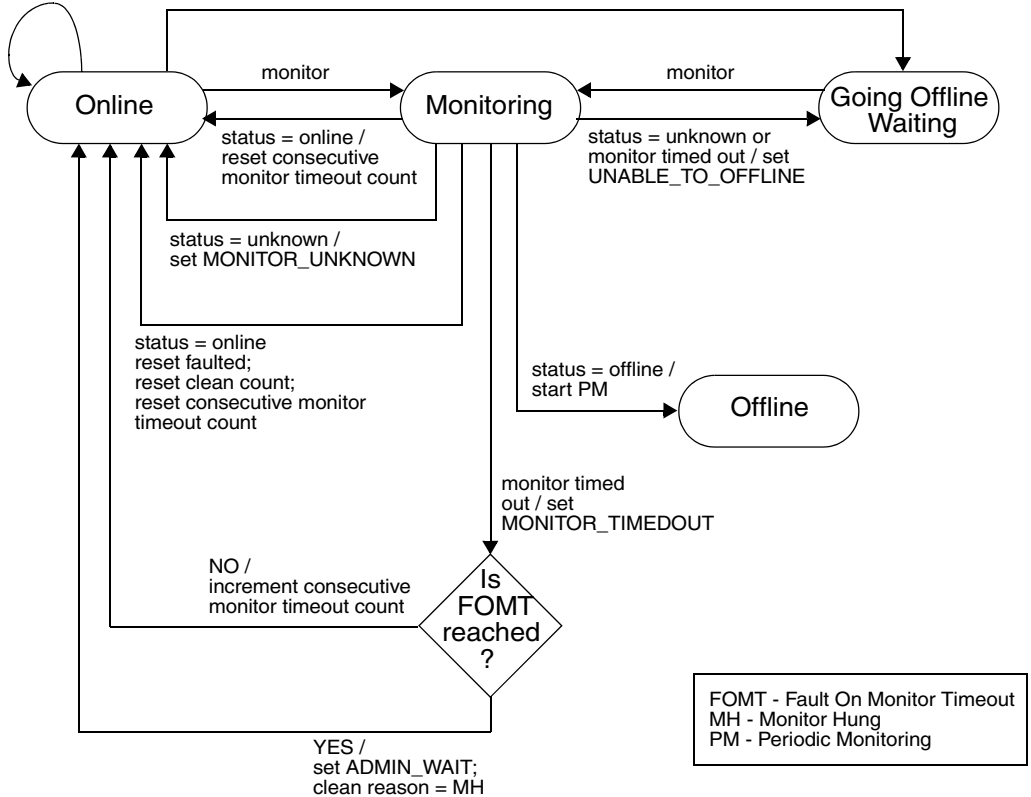 Online
monitor
Monitoring
monitor
Going Offline
Waiting
status = online /
reset consecutive
monitor timeout count
status = unknown or
monitor timed out / set
UNABLE_TO_OFFLINE
status = unknown /
set MONITOR_UNKNOWN
status = online
reset faulted;
reset clean count;
reset consecutive monitor
timeout count
status = offline /
start PM
Offline
monitor timed
out / set
MONITOR_TIMEDOUT
NO /
increment consecutive
monitor timeout count
Is
FOMT
reached
?
YES /
set ADMIN_WAIT;
clean reason = MH
FOMT - Fault On Monitor Timeout
MH - Monitor Hung
PM - Periodic Monitoring